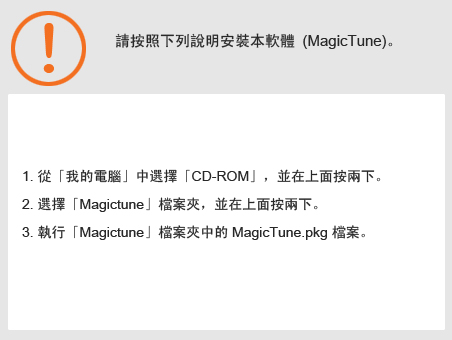 請按照下列說明安裝本軟體 (MagicTune)。
1. 從「我的電腦」中選擇「CD-ROM」，並在上面按兩下。
2. 選擇「Magictune」檔案夾，並在上面按兩下。
3. 執行「Magictune」檔案夾中的 MagicTune.pkg 檔案。